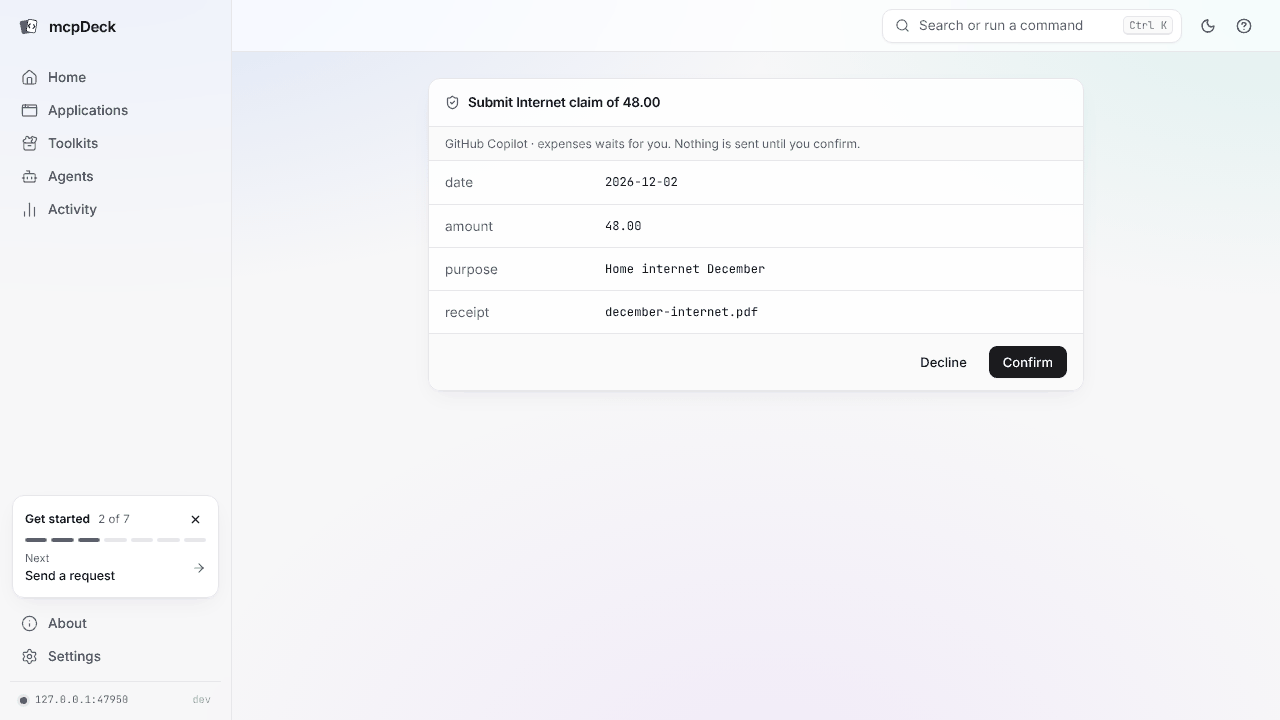 mcpDeck
Search or run a command
Ctrl K
Home
Applications
Toolkits
Agents
Activity
Submit Internet claim of 48.00
GitHub Copilot · expenses waits for you. Nothing is sent until you confirm.
date 2026-12-02
amount 48.00
purpose Home internet December
receipt december-internet.pdf
Decline Confirm
Get started 2 of 7
Next
Send a request
About
Settings
127.0.0.1:47950 dev